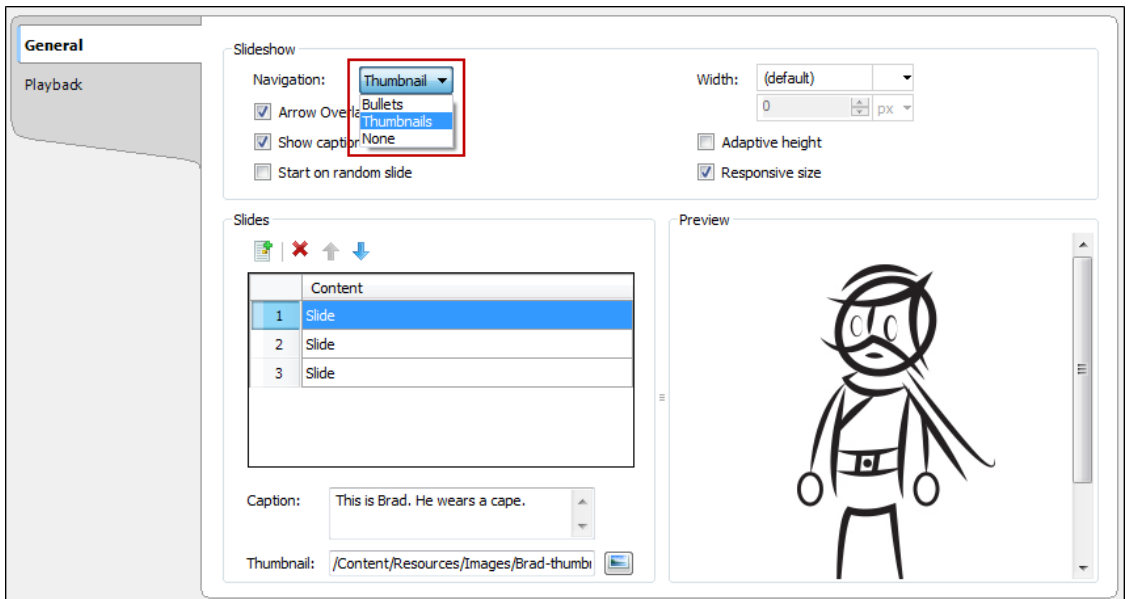 General
Playback
Slideshow
Navigation:
Thumbnail
Bullets
Thumbnails
None
Arrow Overla
Show caption
Start on random slide
Width:
(default)
0
px
Adaptive height
Responsive size
Slides
Content
1 Slide
2 Slide
3 Slide
Caption:
This is Brad. He wears a cape.
Thumbnail:
/Content/Resources/Images/Brad-thumb
Preview